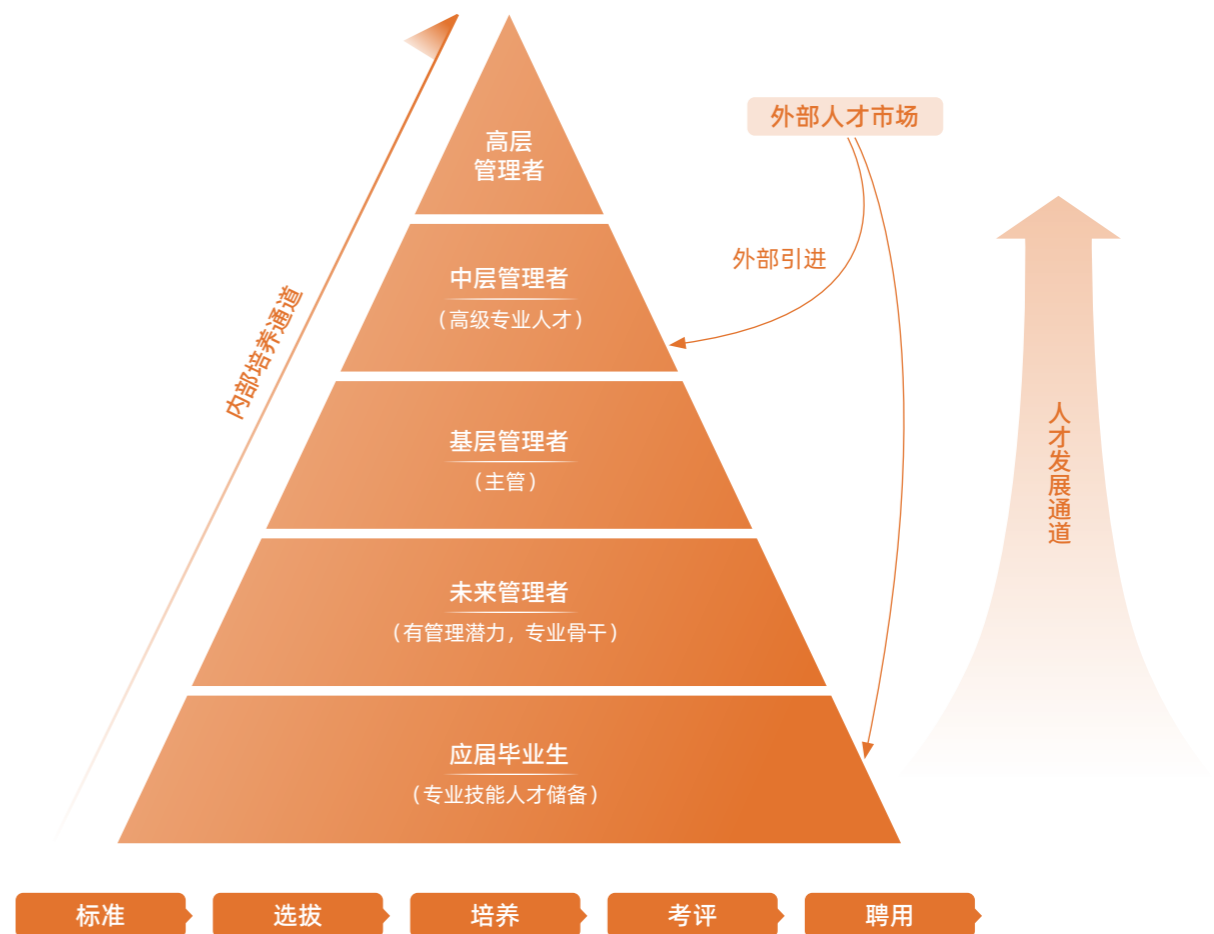 高层
管理者
外部人才市场
外部引进
中层管理者
（高级专业人才）
内部培养通道
基层管理者
（主管）
人才发展通道
未来管理者
（有管理潜力，专业骨干）
应届毕业生
（专业技能人才储备）
标准
选拔
培养
考评
聘用